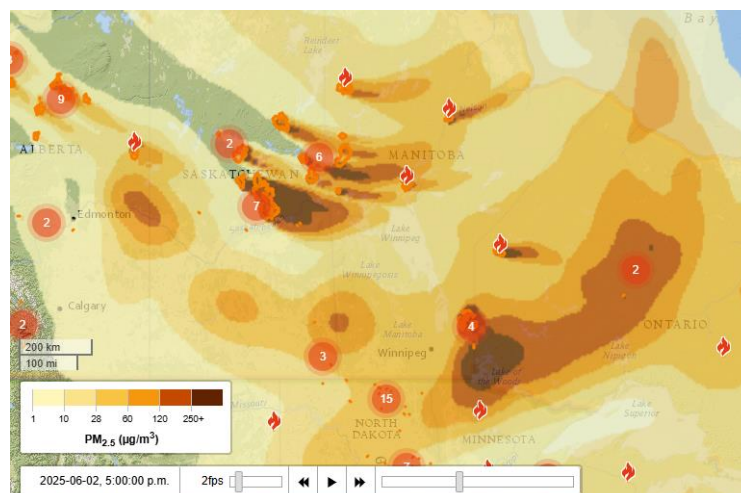 Bay
Reindeer
Lake
9
2
6
ALBERTA
MANITOBA
SASKATCHEWAN
7
2
Edmonton
Lake
Winnipeg
Lake
Winnipegosis
2
Calgary
2
4
ONTARIO
200 km
100 mi
Lake
Manitoba
Winnipeg
3
Lake
Nipigon
Lake of
the Woods
15
Missouri
NORTH
DAKOTA
Lake
Superior
MINNESOTA
7
1 10 28 60 120 250+
PM2.5 (µg/m³)
2025-06-02, 5:00:00 p.m.
2fps